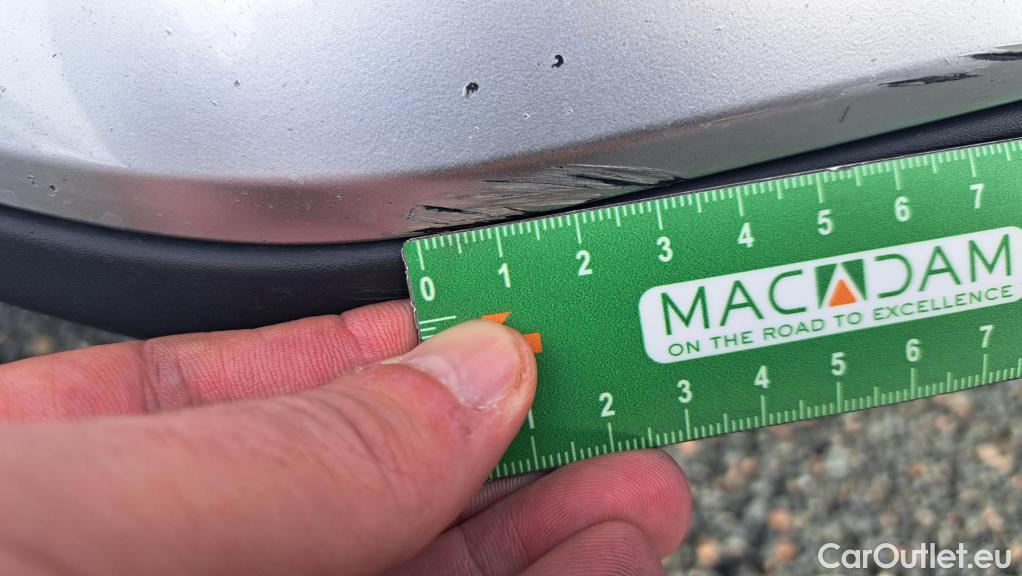 0 1 2 3 4 5 6 7
MACADAM
ON THE ROAD TO EXCELLENCE
2 3 4 5 6 7
CarOutlet.eu